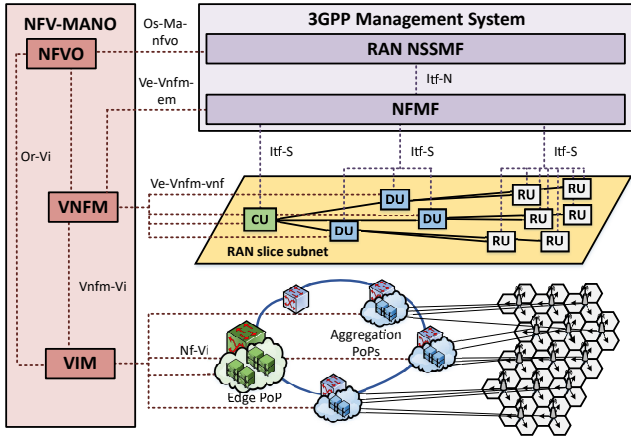 NFV-MANO
Os-Ma-
nfvo
3GPP Management System
NFVO
RAN NSSMF
Itf-N
Ve-Vnfm-
em
NFMF
Or-Vi
Itf-S
Itf-S
Itf-S
Ve-Vnfm-vnf
VNFM
CU
DU
DU
DU
RU
RU
RU
RU
RU
RU
RAN slice subnet
Vnfm-Vi
Nf-Vi
Aggregation
PoPs
VIM
Edge PoP